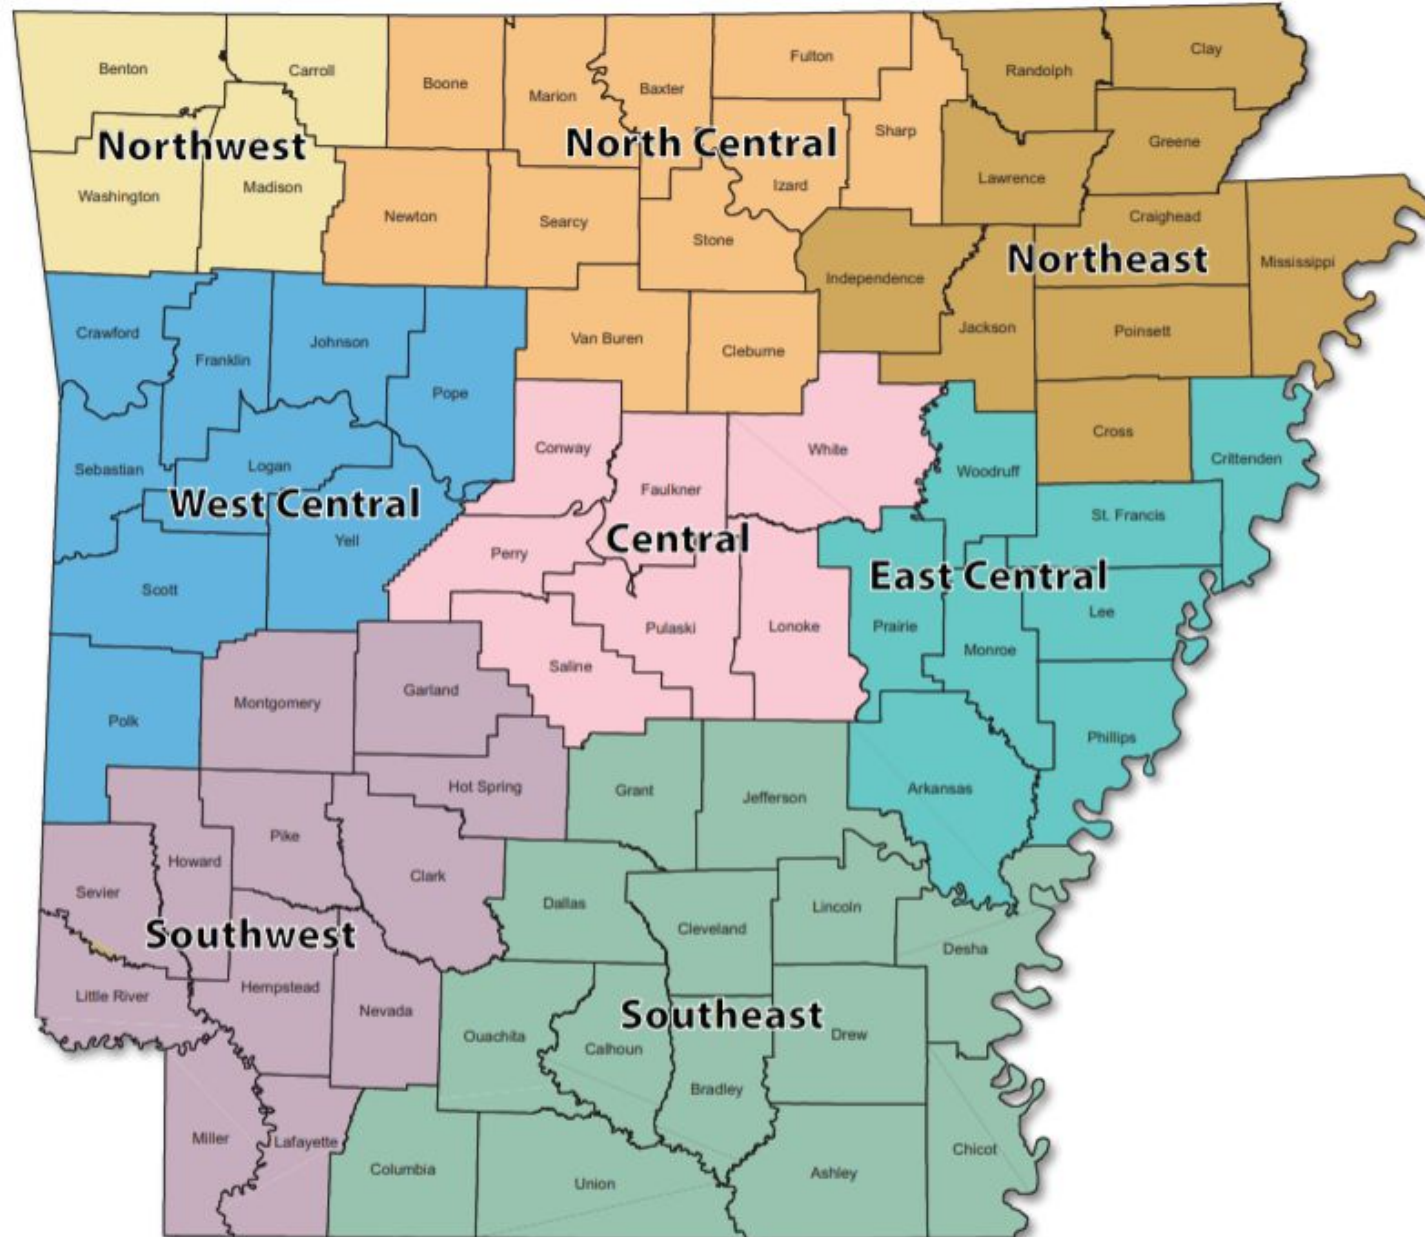 Benton
Carroll
Boone
Marion
Baxter
Fulton
Randolph
Clay
Northwest
North Central
Sharp
Greene
Washington
Madison
Izard
Lawrence
Newton
Searcy
Stone
Craighead
Independence
Northeast
Mississippi
Crawford
Franklin
Johnson
Van Buren
Cleburne
Jackson
Poinsett
Pope
Sebastian
Logan
Conway
Faulkner
White
Woodruff
Cross
Crittenden
West Central
Yell
Perry
Central
St. Francis
East Central
Scott
Pulaski
Lonoke
Prairie
Lee
Monroe
Saline
Polk
Montgomery
Garland
Phillips
Hot Spring
Grant
Jefferson
Arkansas
Pike
Howard
Clark
Sevier
Dallas
Cleveland
Lincoln
Desha
Southwest
Little River
Hempstead
Nevada
Ouachita
Calhoun
Southeast
Drew
Bradley
Miller
Lafayette
Columbia
Union
Ashley
Chicot